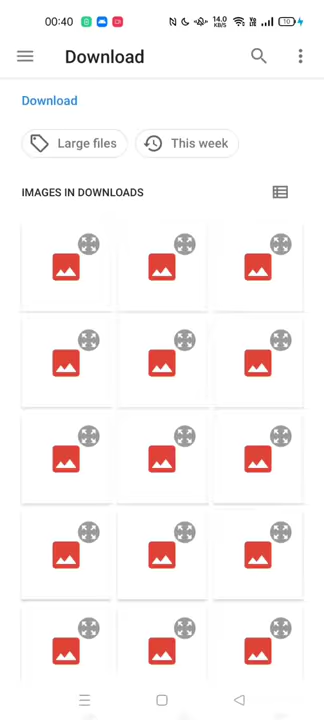 00:40
14.0
KB/S
10
Download
Download
Large files
This week
IMAGES IN DOWNLOADS